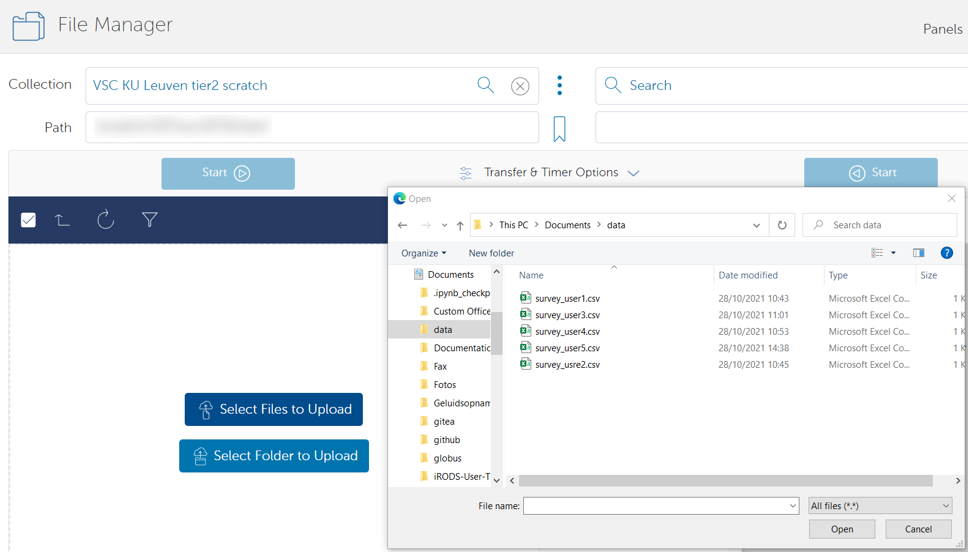 File Manager
Panels
Collection
VSC KU Leuven tier2 scratch
Search
Path
Start
Transfer & Timer Options
Start
Open
This PC > Documents > data
Search data
Organize
New folder
Documents
Name
Date modified
Type
Size
.ipynb_checkp
Custom Office
data
Documentatic
Fax
Fotos
Geluidsopnam
gitea
github
globus
iRODS-User-T
survey_user1.csv 28/10/2021 10:43 Microsoft Excel Co... 1 K
survey_user3.csv 28/10/2021 11:01 Microsoft Excel Co... 1 K
survey_user4.csv 28/10/2021 10:53 Microsoft Excel Co... 1 K
survey_user5.csv 28/10/2021 14:38 Microsoft Excel Co... 1 K
survey_usre2.csv 28/10/2021 10:45 Microsoft Excel Co... 1 K
Select Files to Upload
Select Folder to Upload
File name:
All files (*.*)
Open
Cancel